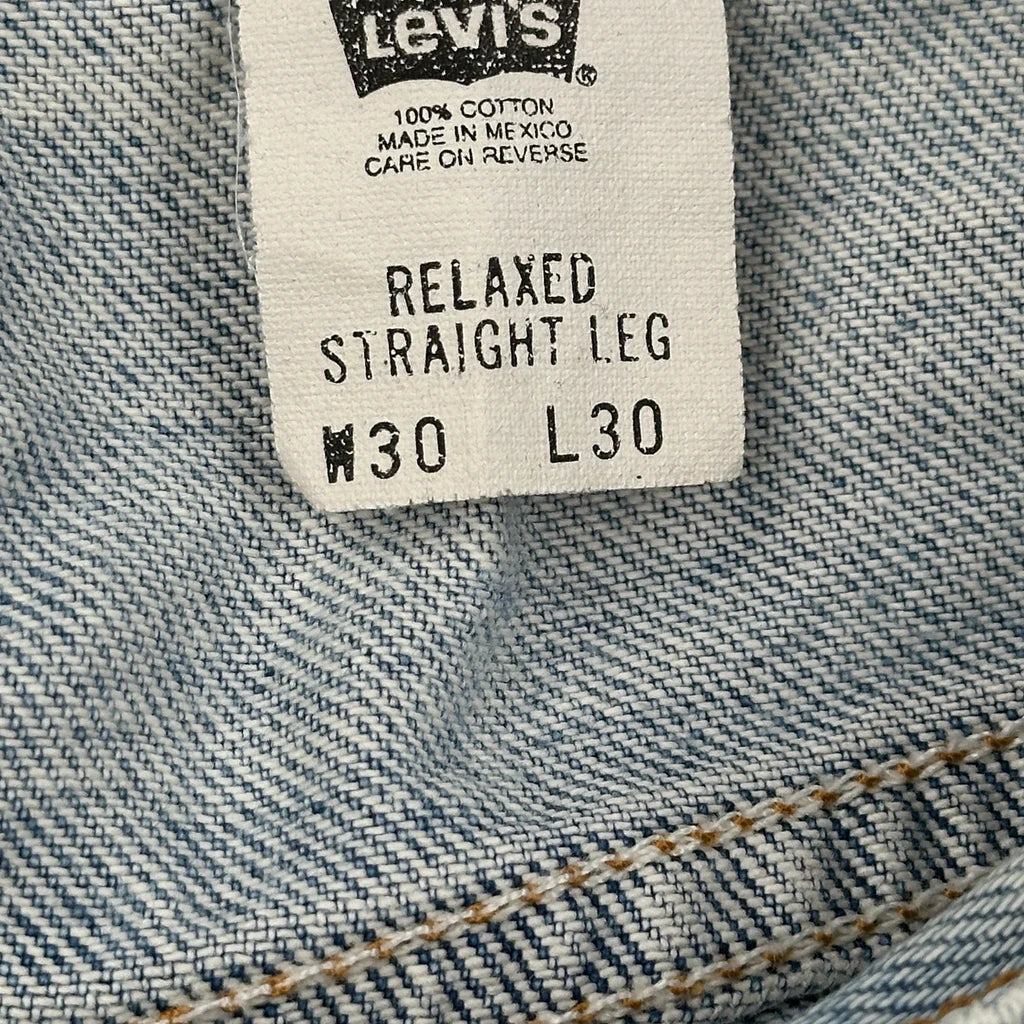 Levi's ®
100% COTTON
MADE IN MEXICO
CARE ON REVERSE
RELAXED
STRAIGHT LEG
W30 L30